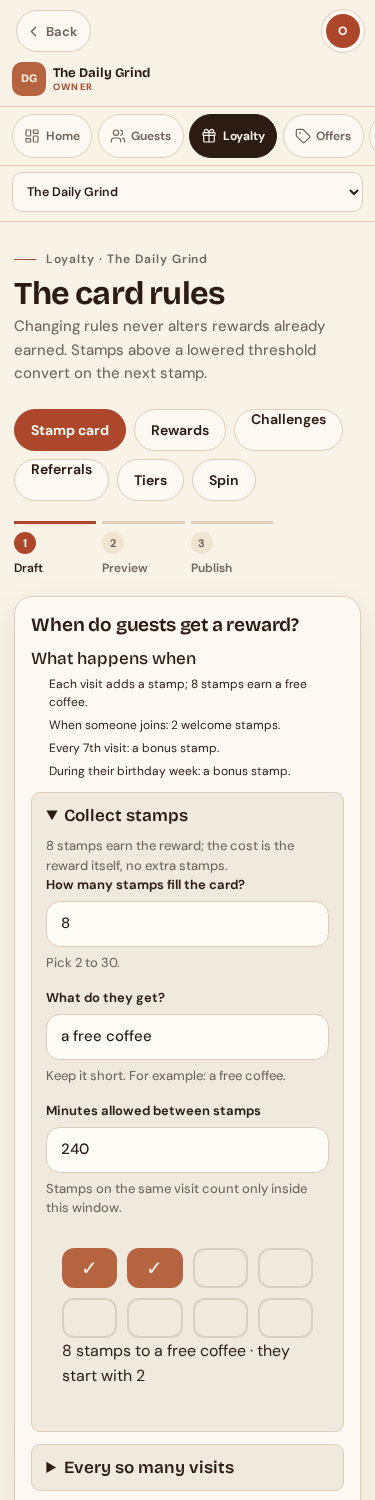 Back
O
DG
The Daily Grind
OWNER
Home
Guests
Loyalty
Offers
The Daily Grind
Loyalty · The Daily Grind
The card rules
Changing rules never alters rewards already
earned. Stamps above a lowered threshold
convert on the next stamp.
Stamp card
Rewards
Challenges
Referrals
Tiers
Spin
1
2
3
Draft
Preview
Publish
When do guests get a reward?
What happens when
Each visit adds a stamp; 8 stamps earn a free
coffee.
When someone joins: 2 welcome stamps.
Every 7th visit: a bonus stamp.
During their birthday week: a bonus stamp.
Collect stamps
8 stamps earn the reward; the cost is the
reward itself, no extra stamps.
How many stamps fill the card?
8
Pick 2 to 30.
What do they get?
a free coffee
Keep it short. For example: a free coffee.
Minutes allowed between stamps
240
Stamps on the same visit count only inside
this window.
✓ ✓
8 stamps to a free coffee · they
start with 2
Every so many visits